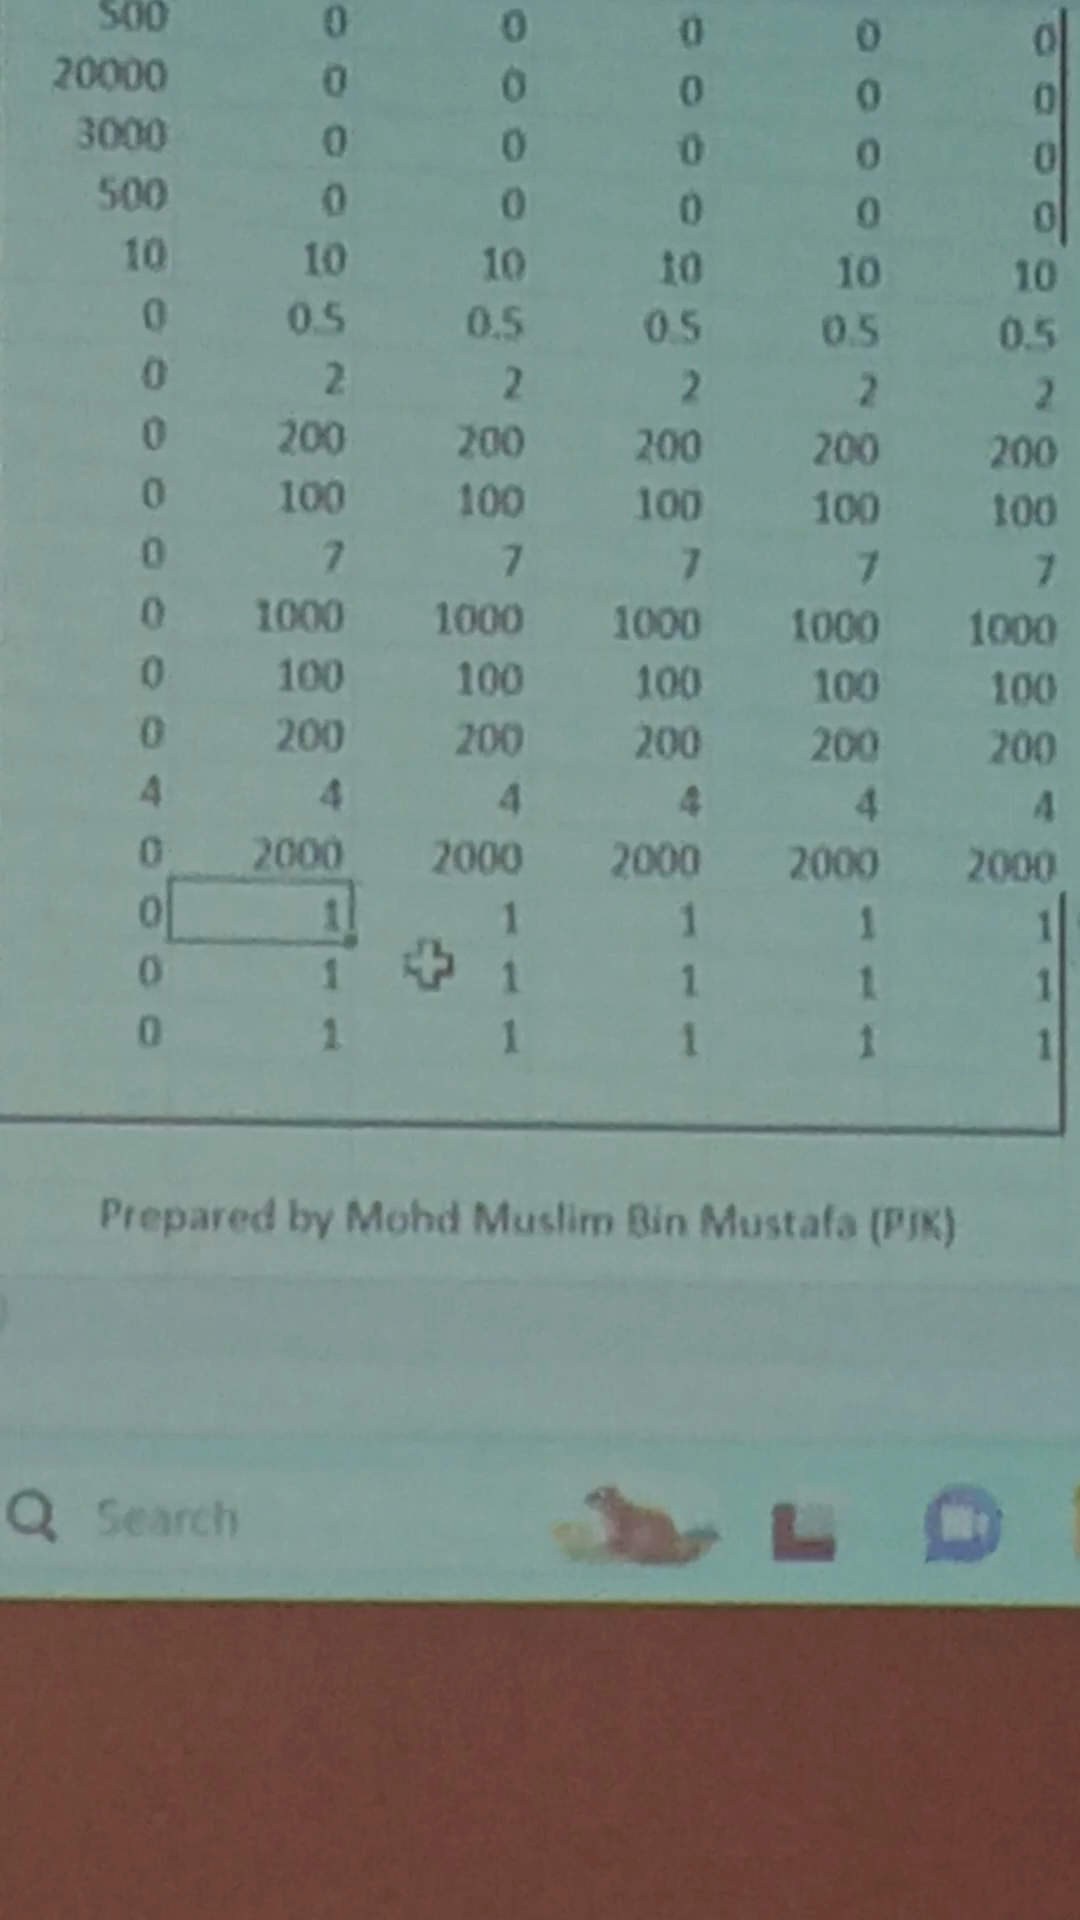 500 0 0 0 0 0
20000 0 0 0 0 0
3000 0 0 0 0 0
500 0 0 0 0 0
10 10 10 10 10 10
0 0.5 0.5 0.5 0.5 0.5
0 2 2 2 2 2
0 200 200 200 200 200
0 100 100 100 100 100
0 7 7 7 7 7
0 1000 1000 1000 1000 1000
0 100 100 100 100 100
0 200 200 200 200 200
4 4 4 4 4 4
0 2000 2000 2000 2000 2000
0 1 1 1 1 1
0 1 1 1 1 1
0 1 1 1 1 1
Prepared by Mohd Muslim Bin Mustafa (PJK)
Search